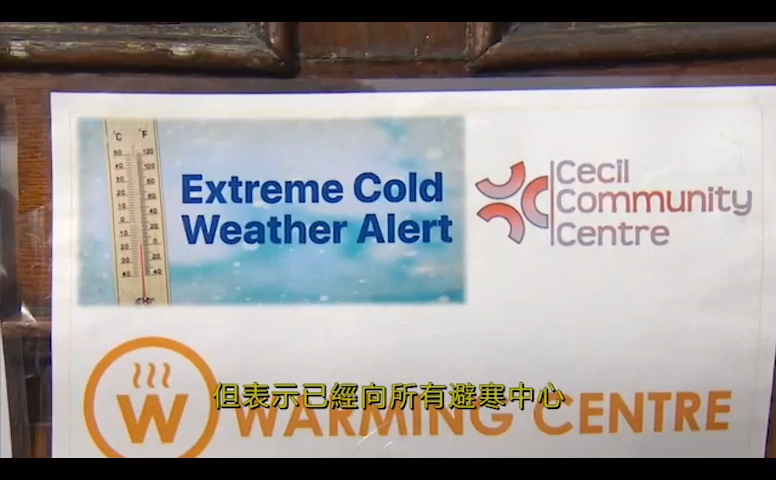 °C °F
Extreme Cold
Weather Alert
Cecil
Community
Centre
W WARMING CENTRE
但表示已經向所有避寒中心